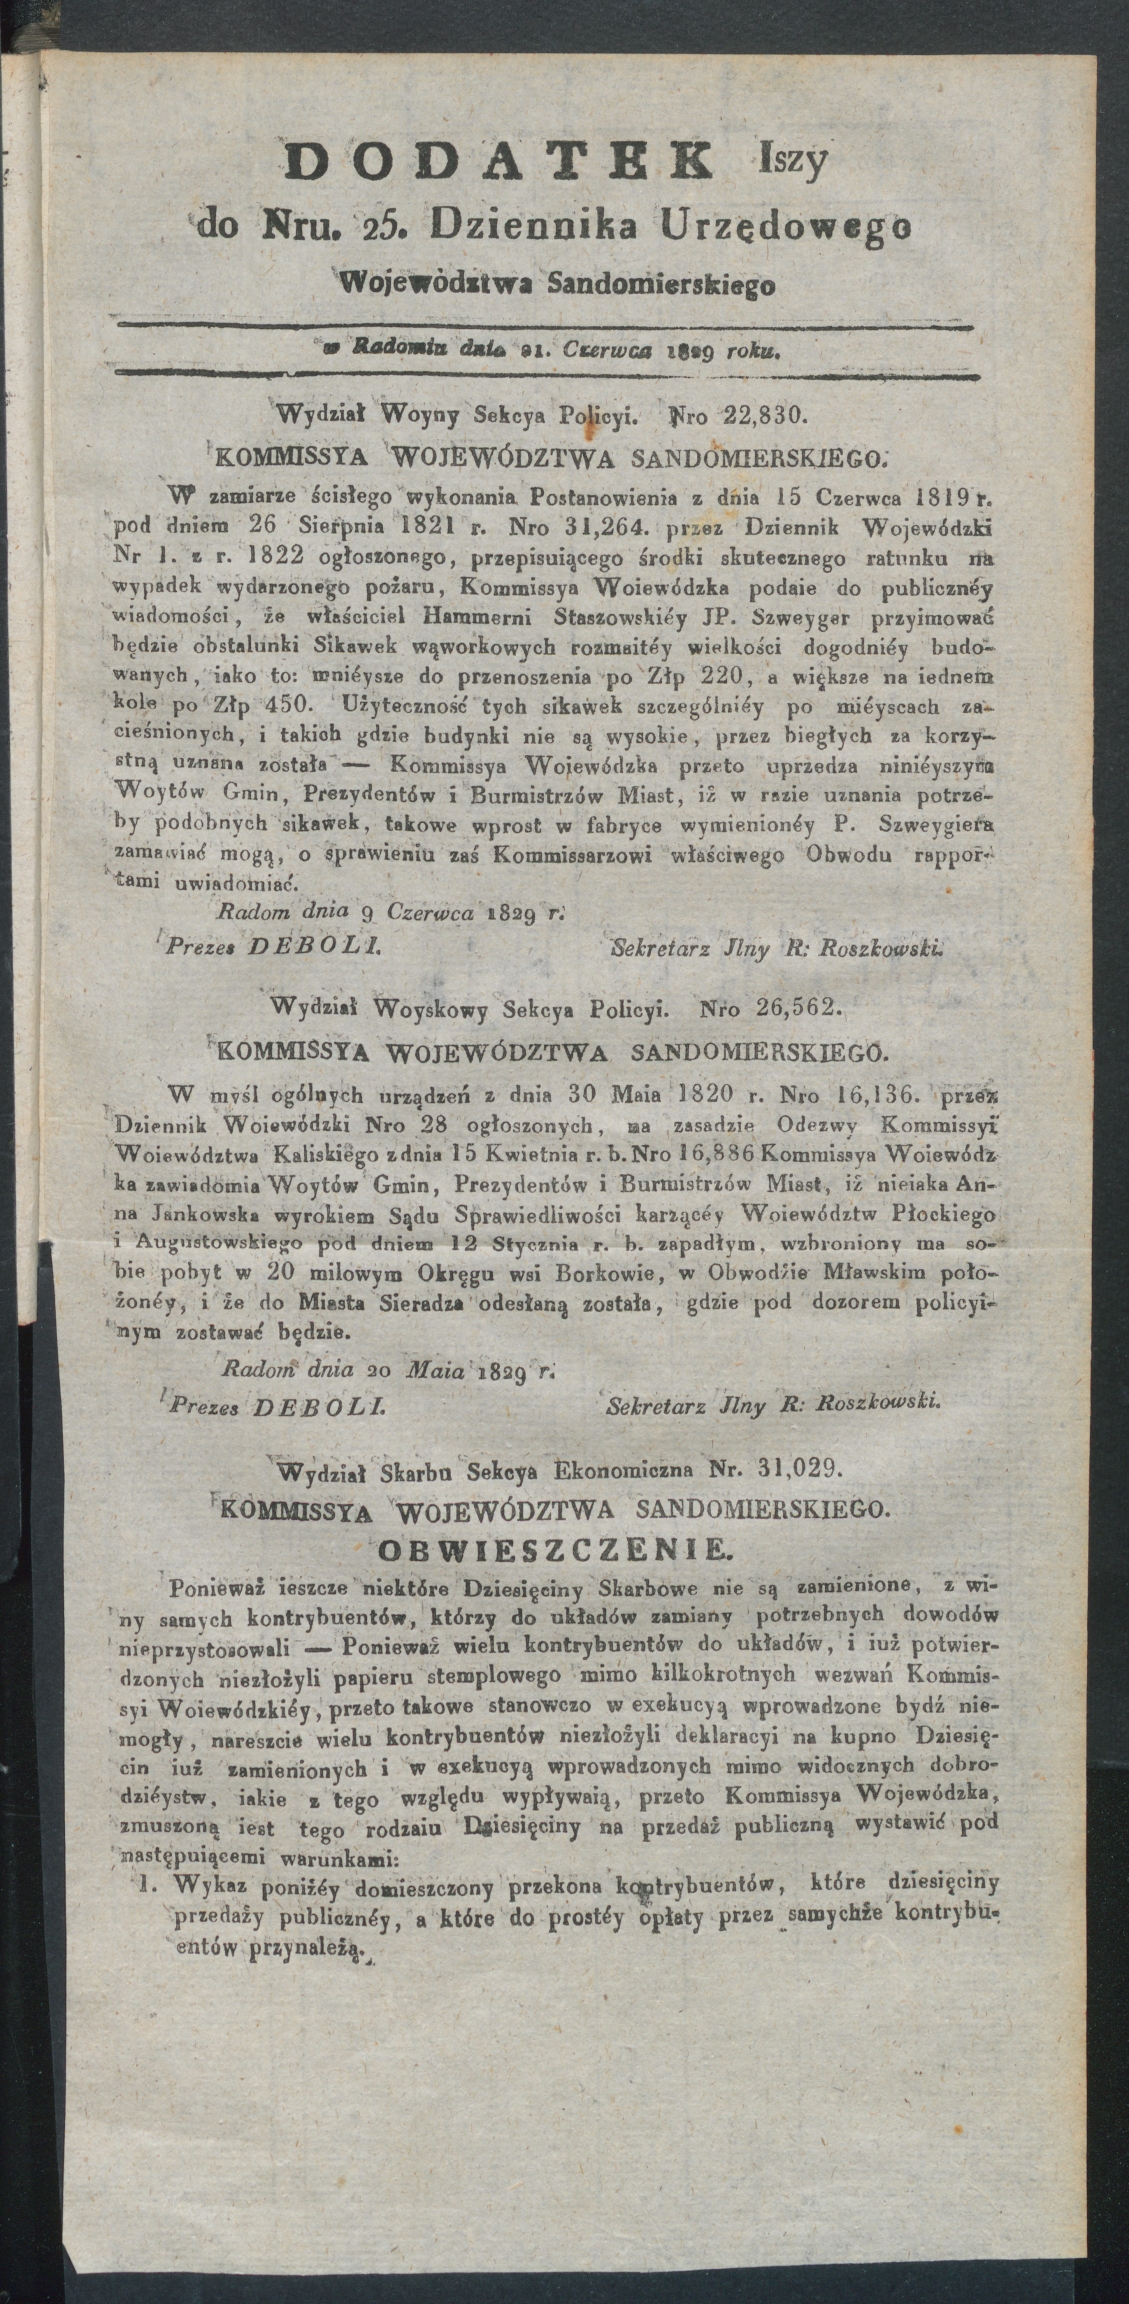 DODATEK Iszy
do Nru. 25. Dziennika Urzędowego
Województwa Sandomierskiego
w Radomiu dnia 21. Czerwca 1829 roku.
Wydział Woyny Sekcya Policyi. Nro 22,830.
KOMMISSYA WOJEWÓDZTWA SANDOMIERSKIEGO.
W zamiarze ścisłego wykonania Postanowienia z dnia 15 Czerwca 1819 r.
pod dniem 26 Sierpnia 1821 r. Nro 31,264. przez Dziennik Wojewódzki
Nr 1. z r. 1822 ogłoszonego, przepisuiącego środki skutecznego ratunku na
wypadek wydarzonego pożaru, Kommissya Woiewódzka podaie do publicznéy
wiadomości, że właściciel Hammerni Staszowskiéy JP. Szweyger przyimować
będzie obstalunki Sikawek wąworkowych rozmaitéy wielkości dogodniéy budo-
wanych, iako to: mniéysze do przenoszenia po Złp 220, a większe na iednem
kole po Złp 450. Użyteczność tych sikawek szczególniéy po miéyscach za-
cieśnionych, i takich gdzie budynki nie są wysokie, przez biegłych za korzy-
stną uznana została — Kommissya Wojewódzka przeto uprzedza niniéyszym
Woytów Gmin, Prezydentów i Burmistrzów Miast, iż w razie uznania potrze-
by podobnych sikawek, takowe wprost w fabryce wymienionéy P. Szweygiera
zamawiać mogą, o sprawieniu zaś Kommissarzowi właściwego Obwodu rappor-
tami uwiadomiać.
Radom dnia 9 Czerwca 1829 r.
Prezes DEBOLI. Sekretarz Jlny R: Roszkowski.
Wydział Woyskowy Sekcya Policyi. Nro 26,562.
KOMMISSYA WOJEWÓDZTWA SANDOMIERSKIEGO.
W myśl ogólnych urządzeń z dnia 30 Maia 1820 r. Nro 16,136. przez
Dziennik Woiewódzki Nro 28 ogłoszonych, na zasadzie Odezwy Kommissyi
Woiewództwa Kaliskiego z dnia 15 Kwietnia r. b. Nro 16,886 Kommissya Woiewódz
ka zawiadomia Woytów Gmin, Prezydentów i Burmistrzów Miast, iż nieiaka An-
na Jankowska wyrokiem Sądu Sprawiedliwości karzącéy Woiewództw Płockiego
i Augustowskiego pod dniem 12 Stycznia r. b. zapadłym, wzbroniony ma so-
bie pobyt w 20 milowym Okręgu wsi Borkowie, w Obwodzie Mławskim poło-
żonéy, i że do Miasta Sieradza odesłaną została, gdzie pod dozorem policyi-
nym zostawać będzie.
Radom dnia 20 Maia 1829 r.
Prezes DEBOLI. Sekretarz Jlny R: Roszkowski.
Wydział Skarbu Sekcya Ekonomiczna Nr. 31,029.
KOMMISSYA WOJEWÓDZTWA SANDOMIERSKIEGO.
OBWIESZCZENIE.
Ponieważ ieszcze niektóre Dziesięciny Skarbowe nie są zamienione, z wi-
ny samych kontrybuentów, którzy do układów zamiany potrzebnych dowodów
nieprzystosowali — Ponieważ wielu kontrybuentów do układów, i iuż potwier-
dzonych niezłożyli papieru stemplowego mimo kilkokrotnych wezwań Kommis-
syi Woiewódzkiéy, przeto takowe stanowczo w exekucyą wprowadzone bydź nie-
mogły, nareszcie wielu kontrybuentów niezłożyli deklaracyi na kupno Dziesię-
cin iuż zamienionych i w exekucyą wprowadzonych mimo widocznych dobro-
dziéystw, iakie z tego względu wypływaią, przeto Kommissya Wojewódzka,
zmuszoną iest tego rodzaiu Dziesięciny na przedaż publiczną wystawić pod
następuiącemi warunkami:
1. Wykaz poniżéy domieszczony przekona kontrybuentów, które dziesięciny
przedaży publicznéy, a które do prostéy opłaty przez samychże kontrybu-
entów przynależą.